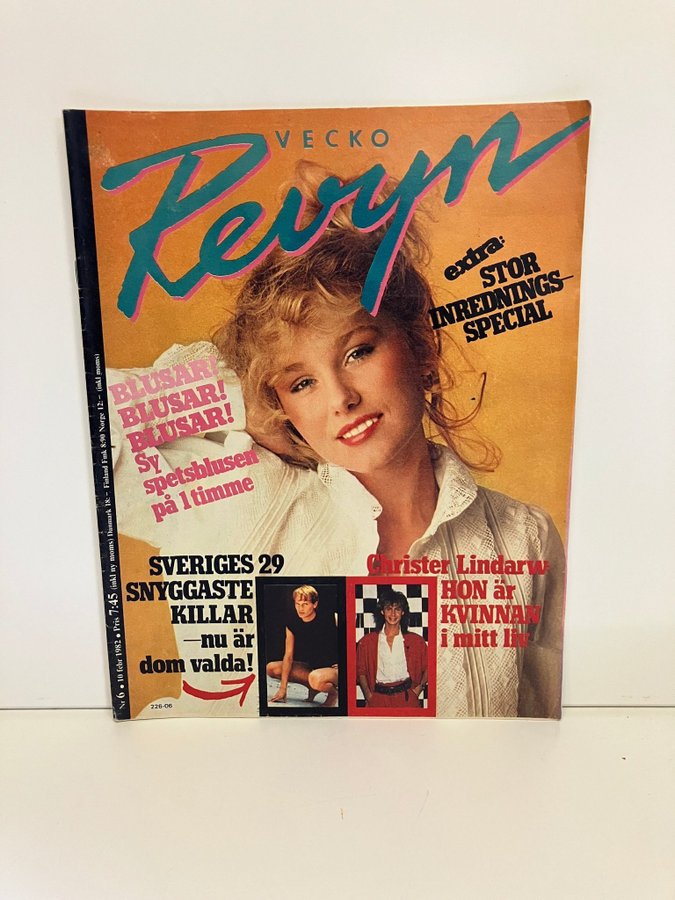 VECKO
Revyn
extra:
STOR
INREDNINGS-
SPECIAL
BLUSAR!
BLUSAR!
BLUSAR!
Sy
spetsblusen
på 1 timme
SVERIGES 29
SNYGGASTE
KILLAR
—nu är
dom valda!
Christer Lindarw:
HON är
KVINNAN
i mitt liv
226-06
Nr 6 • 10 febr 1982 • Pris 7:45 (inkl ny moms) Danmark 18:- Finland Fmk 8:90 Norge 12:- (inkl moms)